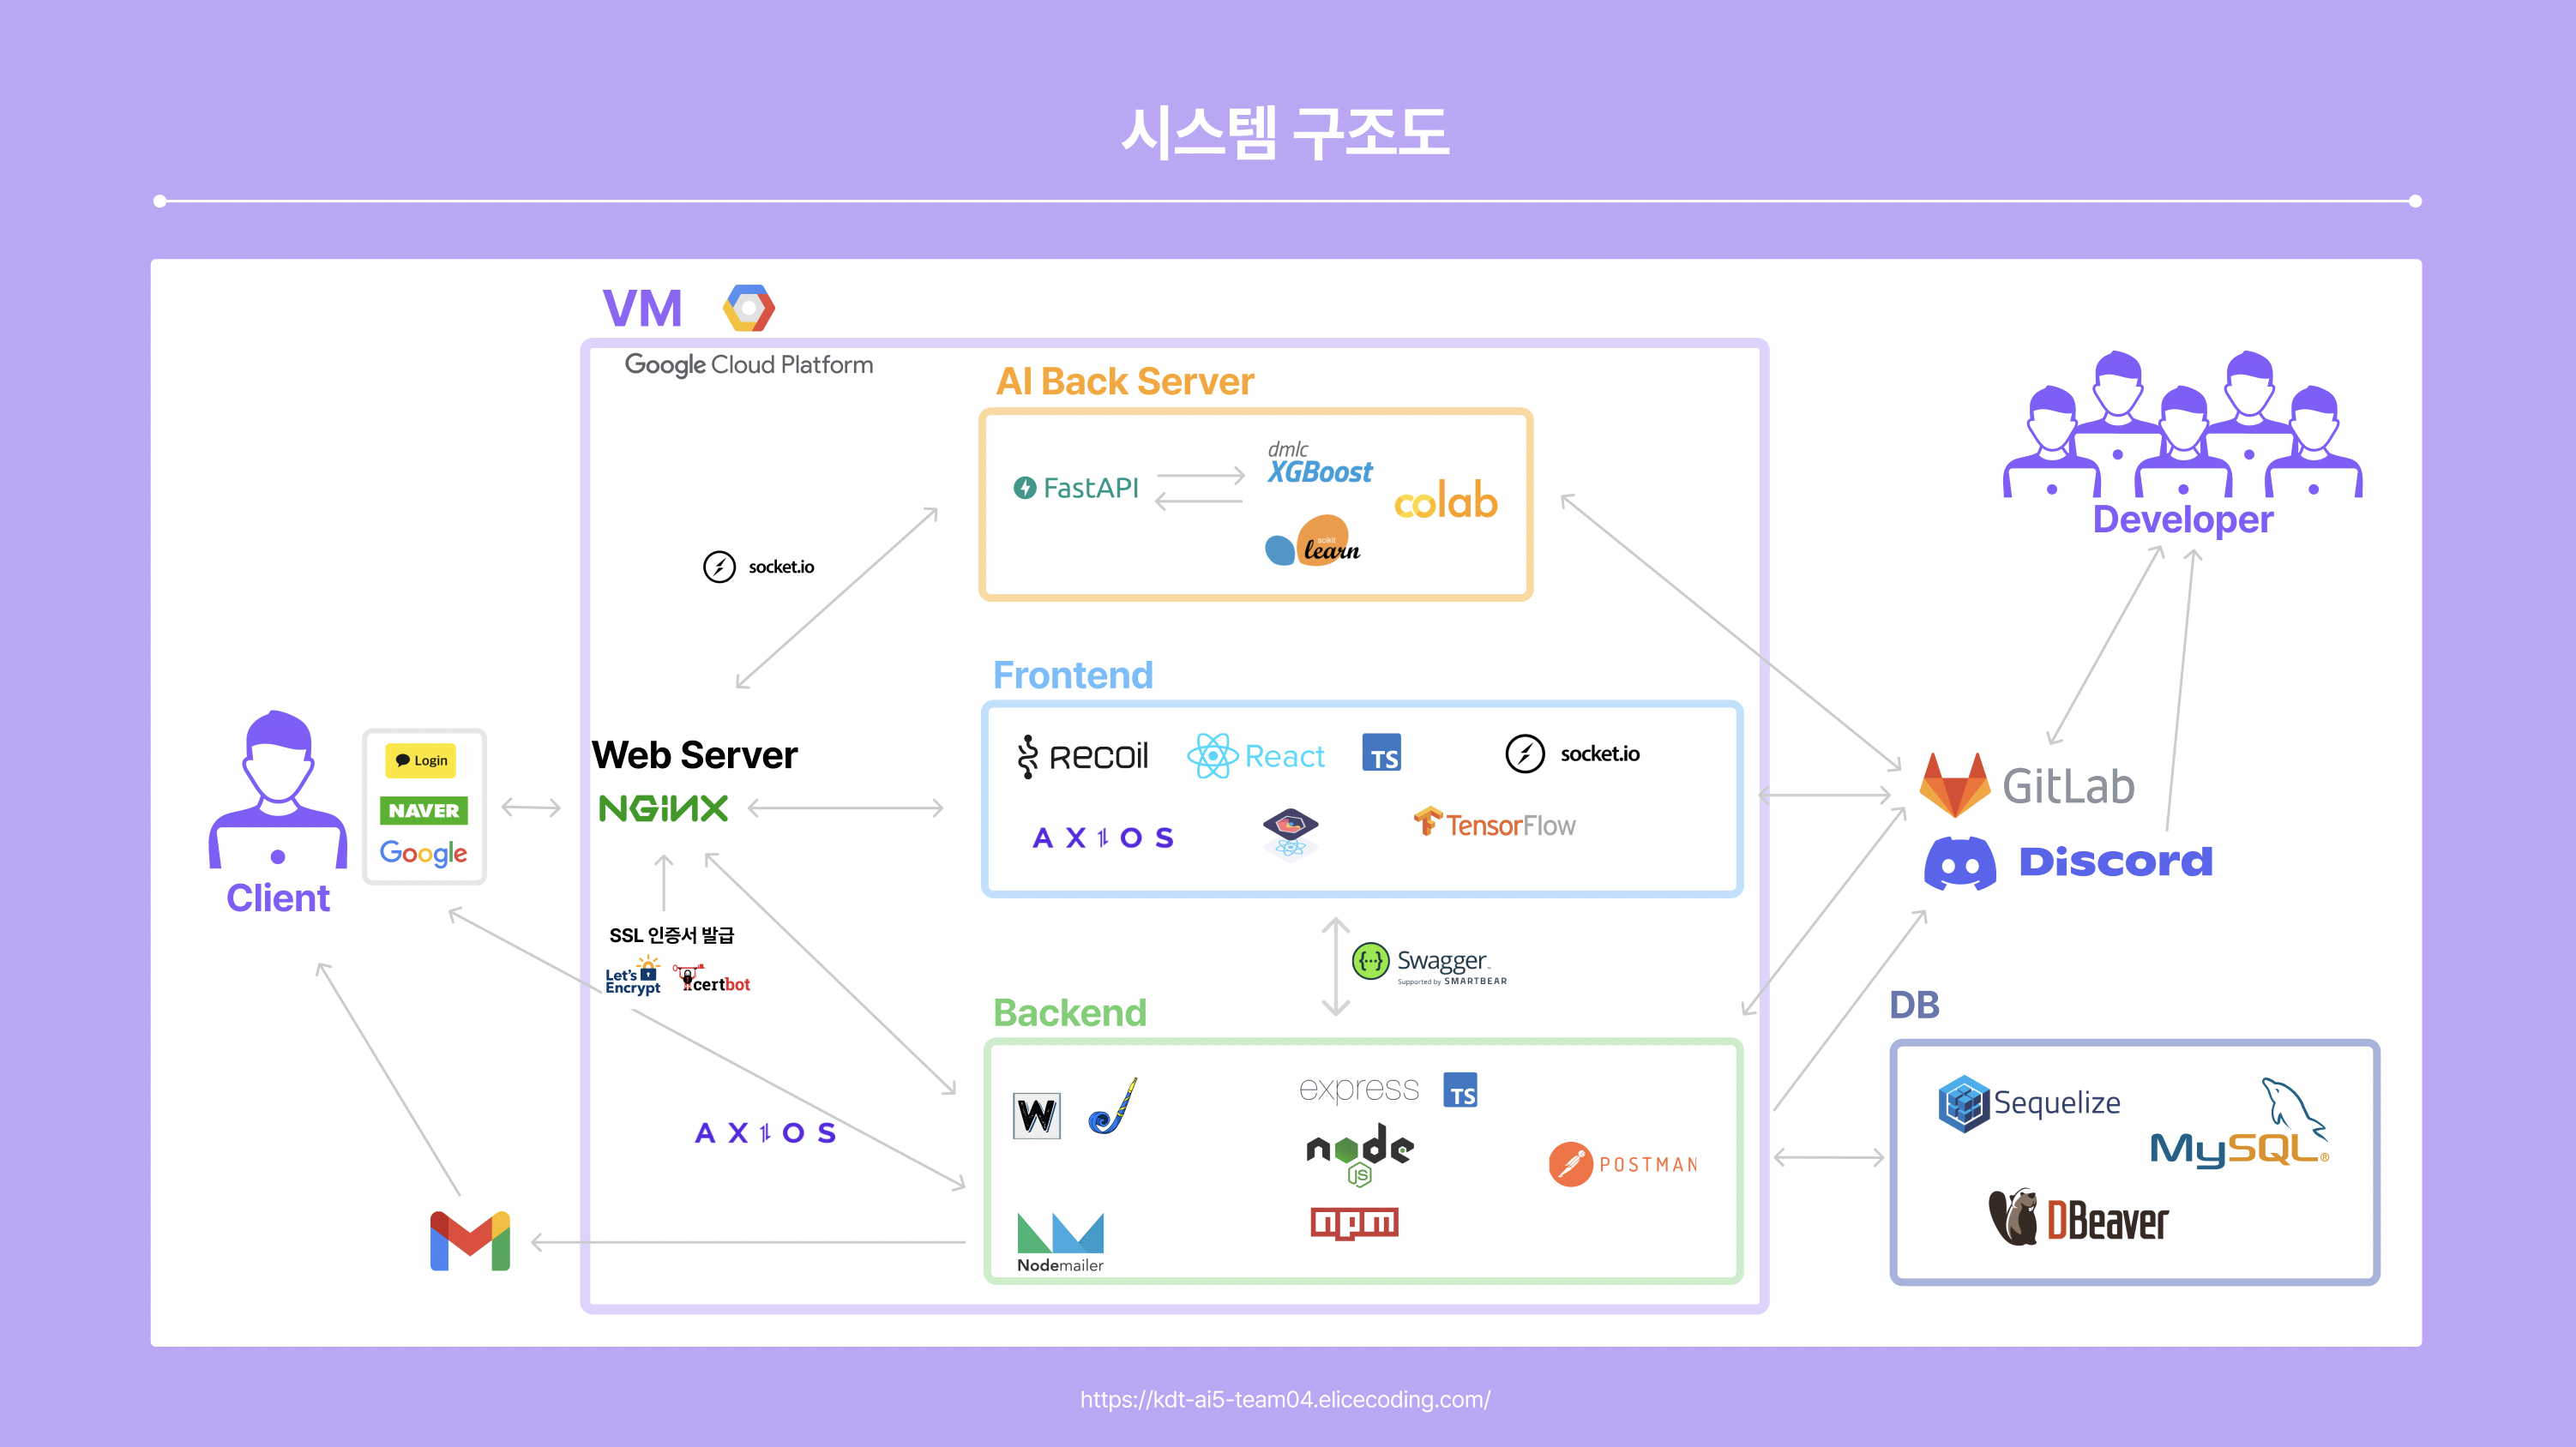 시스템 구조도
VM
Google Cloud Platform
AI Back Server
FastAPI
dmlc
XGBoost
scikit
learn
colab
Developer
socket.io
Frontend
RECOIL
React
TS
socket.io
AXIOS
TensorFlow
Web Server
NGINX
Login
NAVER
Google
Client
GitLab
Discord
SSL 인증서 발급
Let's
Encrypt
certbot
Swagger
Supported by SMARTBEAR
Backend
W
express
TS
node
JS
POSTMAN
npm
Nodemailer
AXIOS
M
DB
Sequelize
MySQL®
DBeaver
https://kdt-ai5-team04.elicecoding.com/